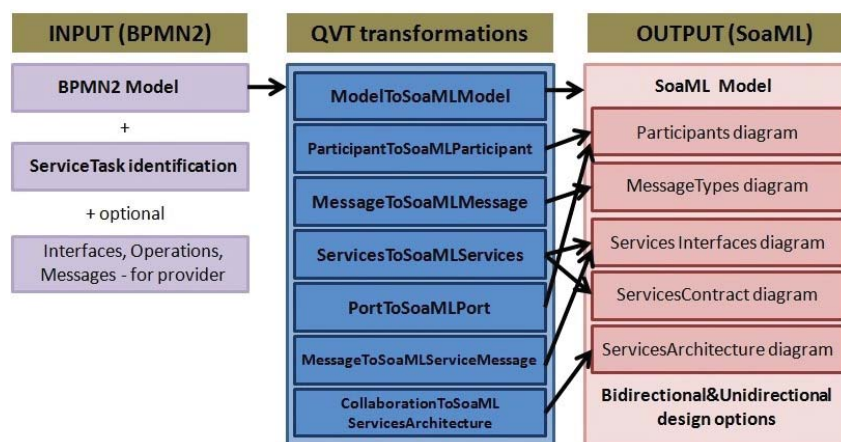 INPUT (BPMN2)
BPMN2 Model
+
ServiceTask identification
+ optional
Interfaces, Operations,
Messages - for provider
QVT transformations
ModelToSoaMLModel
ParticipantToSoaMLParticipant
MessageToSoaMLMessage
ServicesToSoaMLServices
PortToSoaMLPort
MessageToSoaMLServiceMessage
CollaborationToSoaML
ServicesArchitecture
OUTPUT (SoaML)
SoaML Model
Participants diagram
MessageTypes diagram
Services Interfaces diagram
ServicesContract diagram
ServicesArchitecture diagram
Bidirectional&Unidirectional
design options